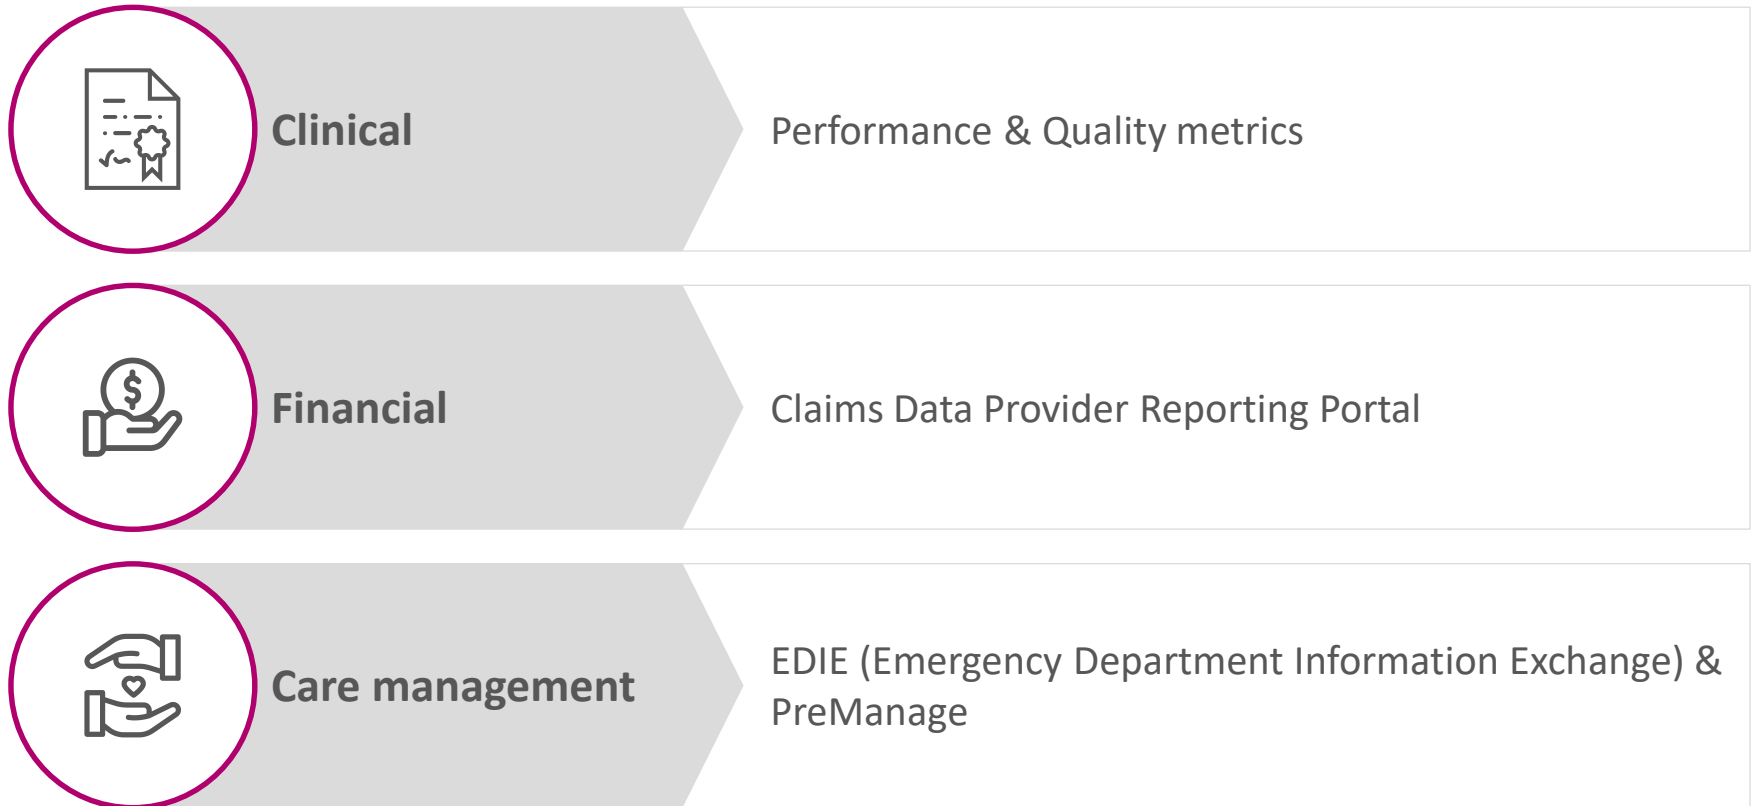 Clinical
Performance & Quality metrics
$
Financial
Claims Data Provider Reporting Portal
Care management
EDIE (Emergency Department Information Exchange) &
PreManage